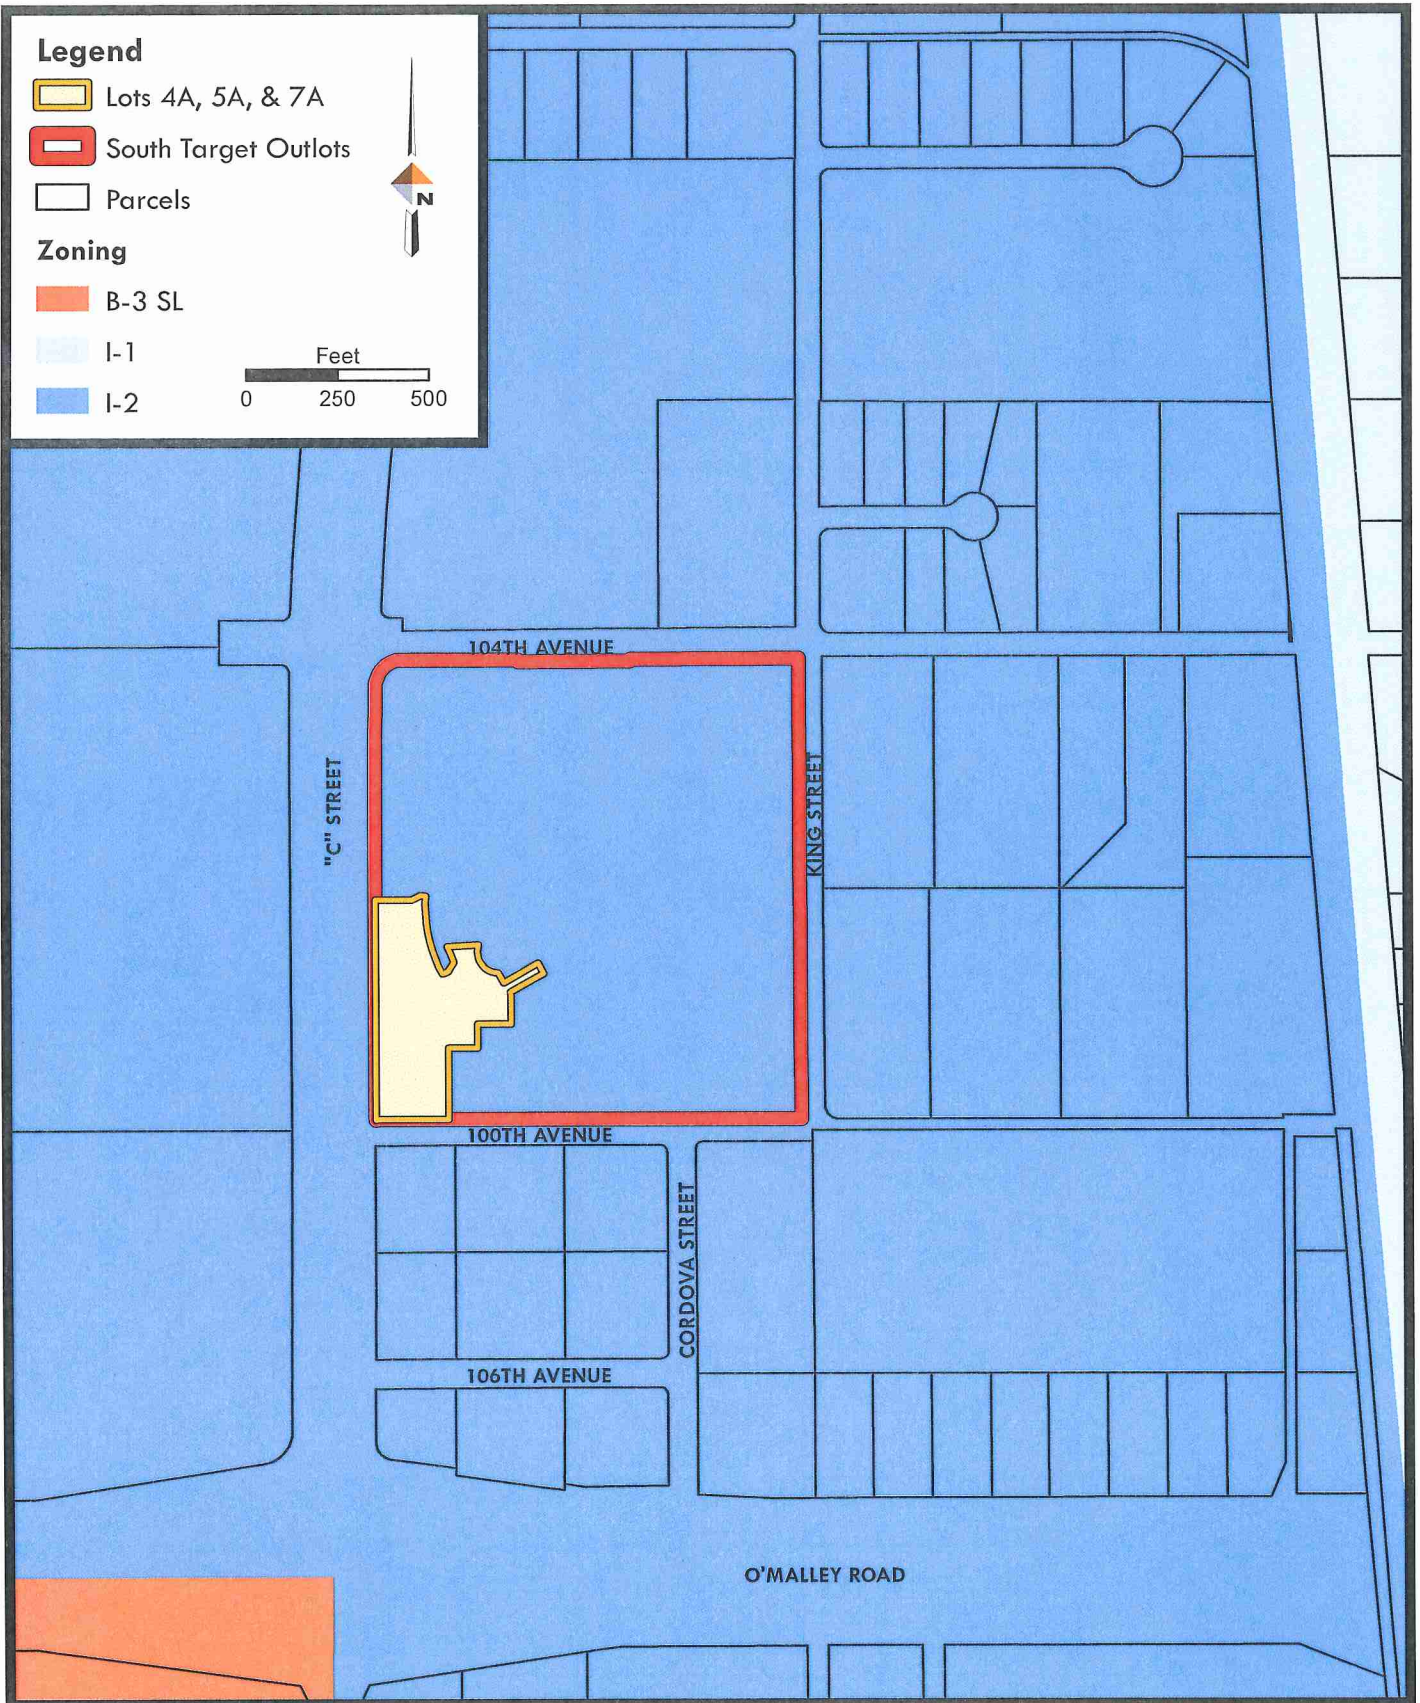 Legend
Lots 4A, 5A, & 7A
South Target Outlots
Parcels
N
Zoning
B-3 SL
I-1
I-2
Feet
0 250 500
104TH AVENUE
"C" STREET
KING STREET
100TH AVENUE
CORDOVA STREET
106TH AVENUE
O'MALLEY ROAD